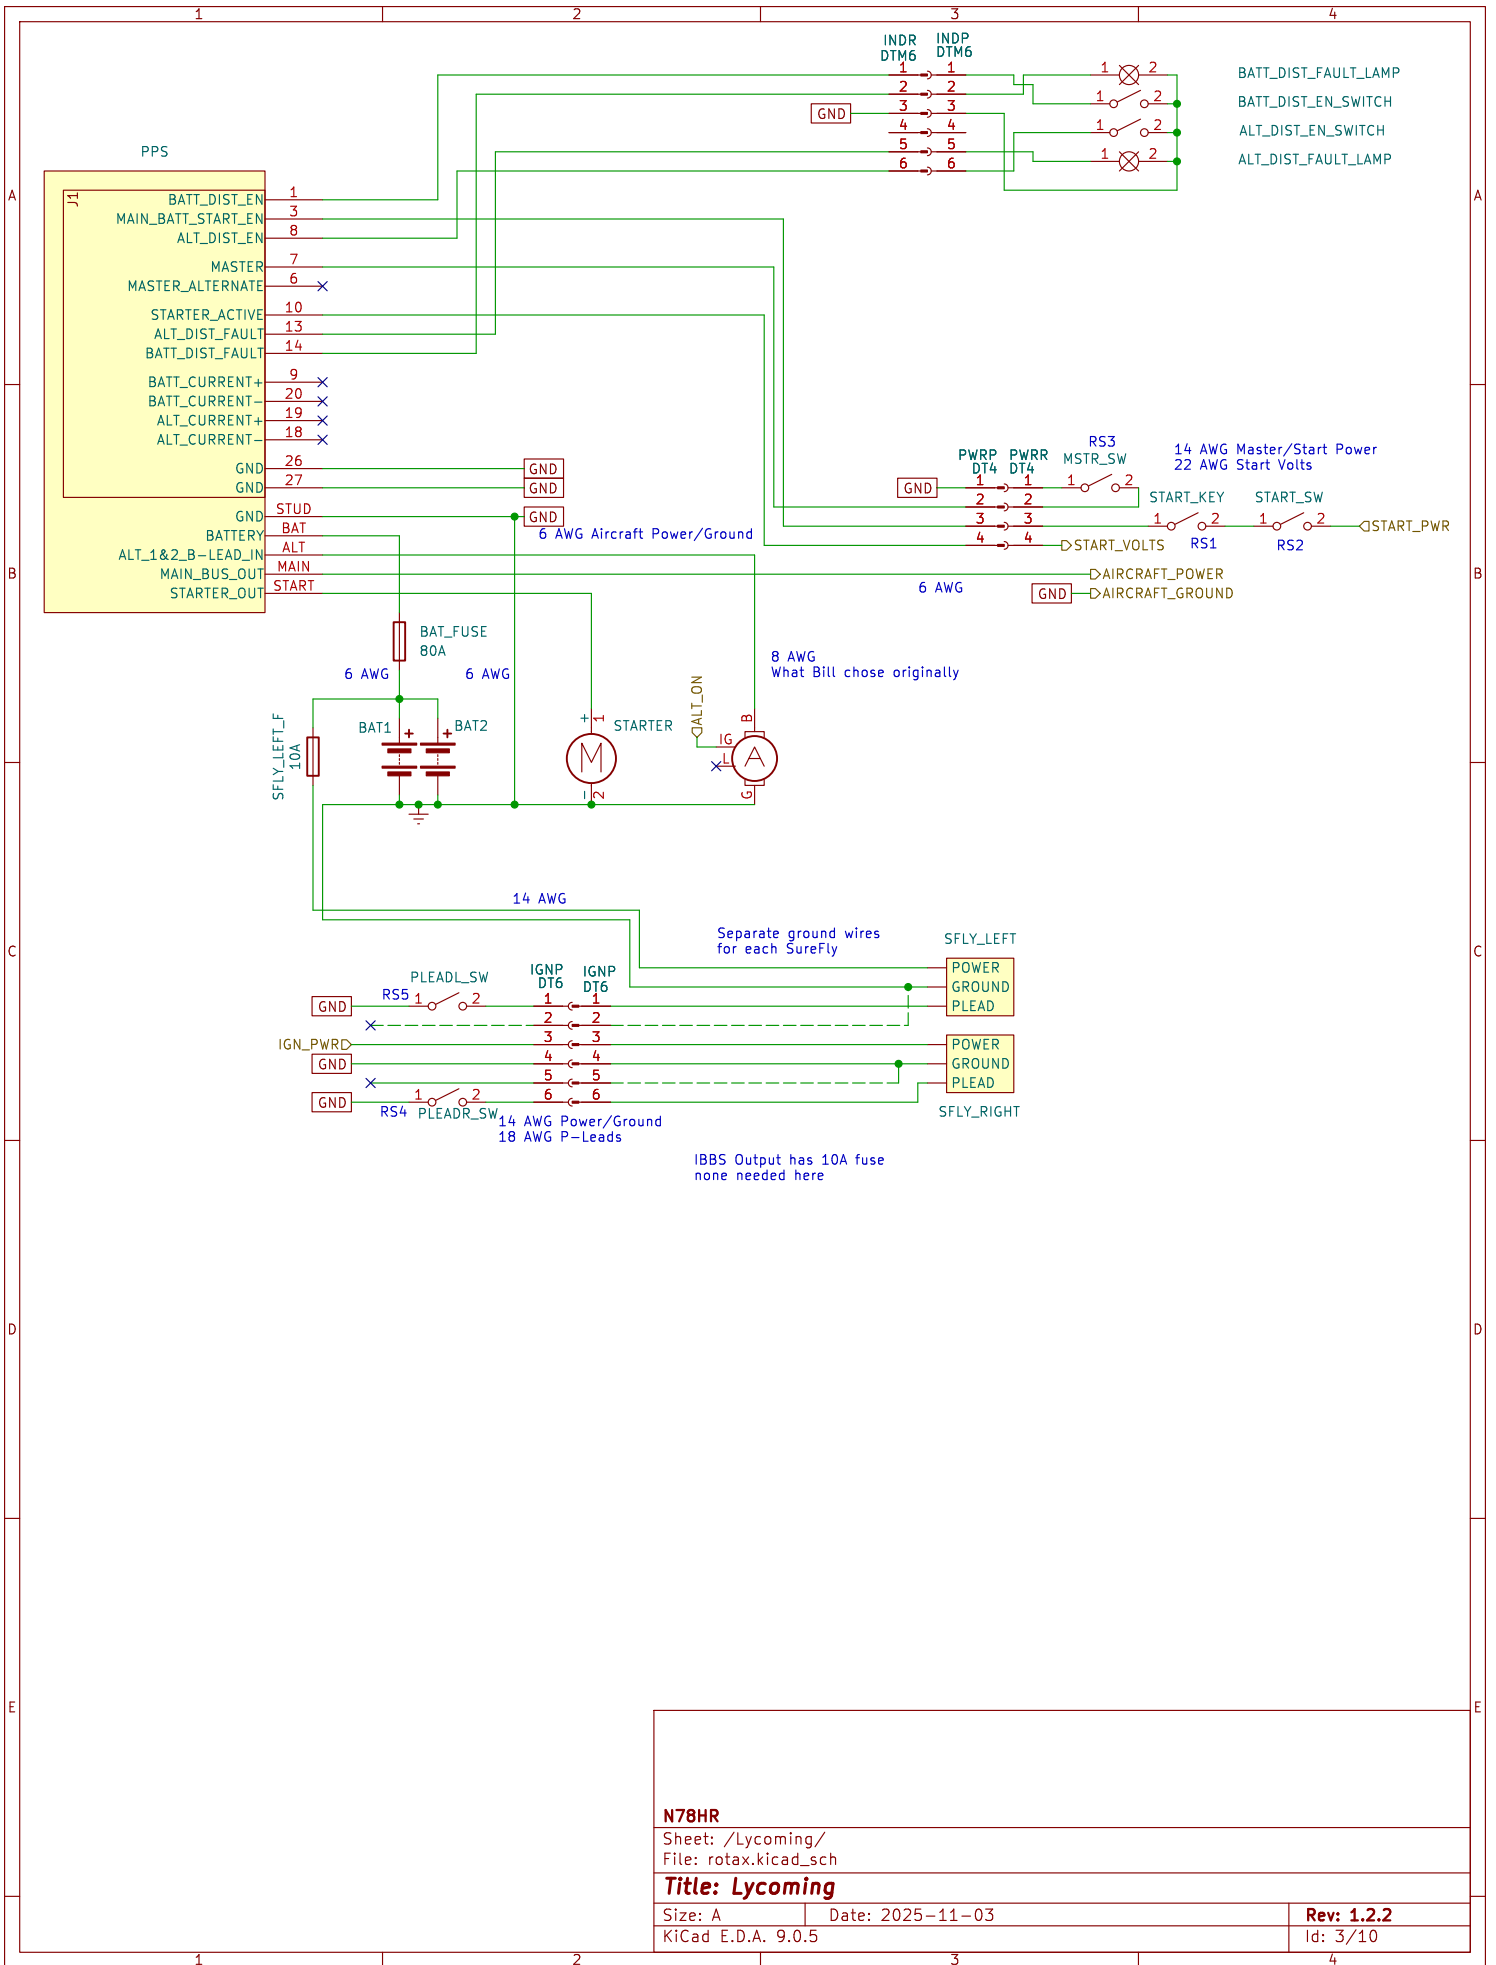 1 2 3 4
INDR INDP
DTM6 DTM6
1 1 1 2 BATT_DIST_FAULT_LAMP
2 2
1 2 BATT_DIST_EN_SWITCH
GND 3 3
4 4 1 2 ALT_DIST_EN_SWITCH
5 5
1 2 ALT_DIST_FAULT_LAMP
6 6
PPS
A A
J1
BATT_DIST_EN 1
MAIN_BATT_START_EN 3
ALT_DIST_EN 8
MASTER 7
MASTER_ALTERNATE 6
STARTER_ACTIVE 10
ALT_DIST_FAULT 13
BATT_DIST_FAULT 14
BATT_CURRENT+ 9
BATT_CURRENT- 20
ALT_CURRENT+ 19
ALT_CURRENT- 18
GND 26 GND
GND 27 GND
GND STUD GND
BATTERY BAT
ALT_1&2_B-LEAD_IN ALT
MAIN_BUS_OUT MAIN
STARTER_OUT START
6 AWG Aircraft Power/Ground
RS3
MSTR_SW
14 AWG Master/Start Power
22 AWG Start Volts
PWRP PWRR
DT4 DT4
GND 1 1 1 2
2 2
START_KEY START_SW
3 3 1 2 1 2 START_PWR
RS1 RS2
4 4 START_VOLTS
B B
AIRCRAFT_POWER
6 AWG
GND AIRCRAFT_GROUND
BAT_FUSE
80A
6 AWG 6 AWG
8 AWG
What Bill chose originally
SFLY_LEFT_F
10A
BAT1 + BAT2 +
+ 1 STARTER
M
- 2
ALT_ON
B
IG
L
A
G
14 AWG
Separate ground wires
for each SureFly
C C
SFLY_LEFT
POWER
GROUND
PLEAD
PLEADL_SW
IGNP IGNP
DT6 DT6
GND RS5 1 2 1 1
2 2
IGN_PWR 3 3 POWER
GND 4 4 GROUND
5 5 PLEAD
GND 1 2 6 6
RS4 PLEADR_SW
SFLY_RIGHT
14 AWG Power/Ground
18 AWG P-Leads
IBBS Output has 10A fuse
none needed here
D D
E E
N78HR
Sheet: /Lycoming/
File: rotax.kicad_sch
Title: Lycoming
Size: A Date: 2025-11-03 Rev: 1.2.2
KiCad E.D.A. 9.0.5 Id: 3/10
1 2 3 4